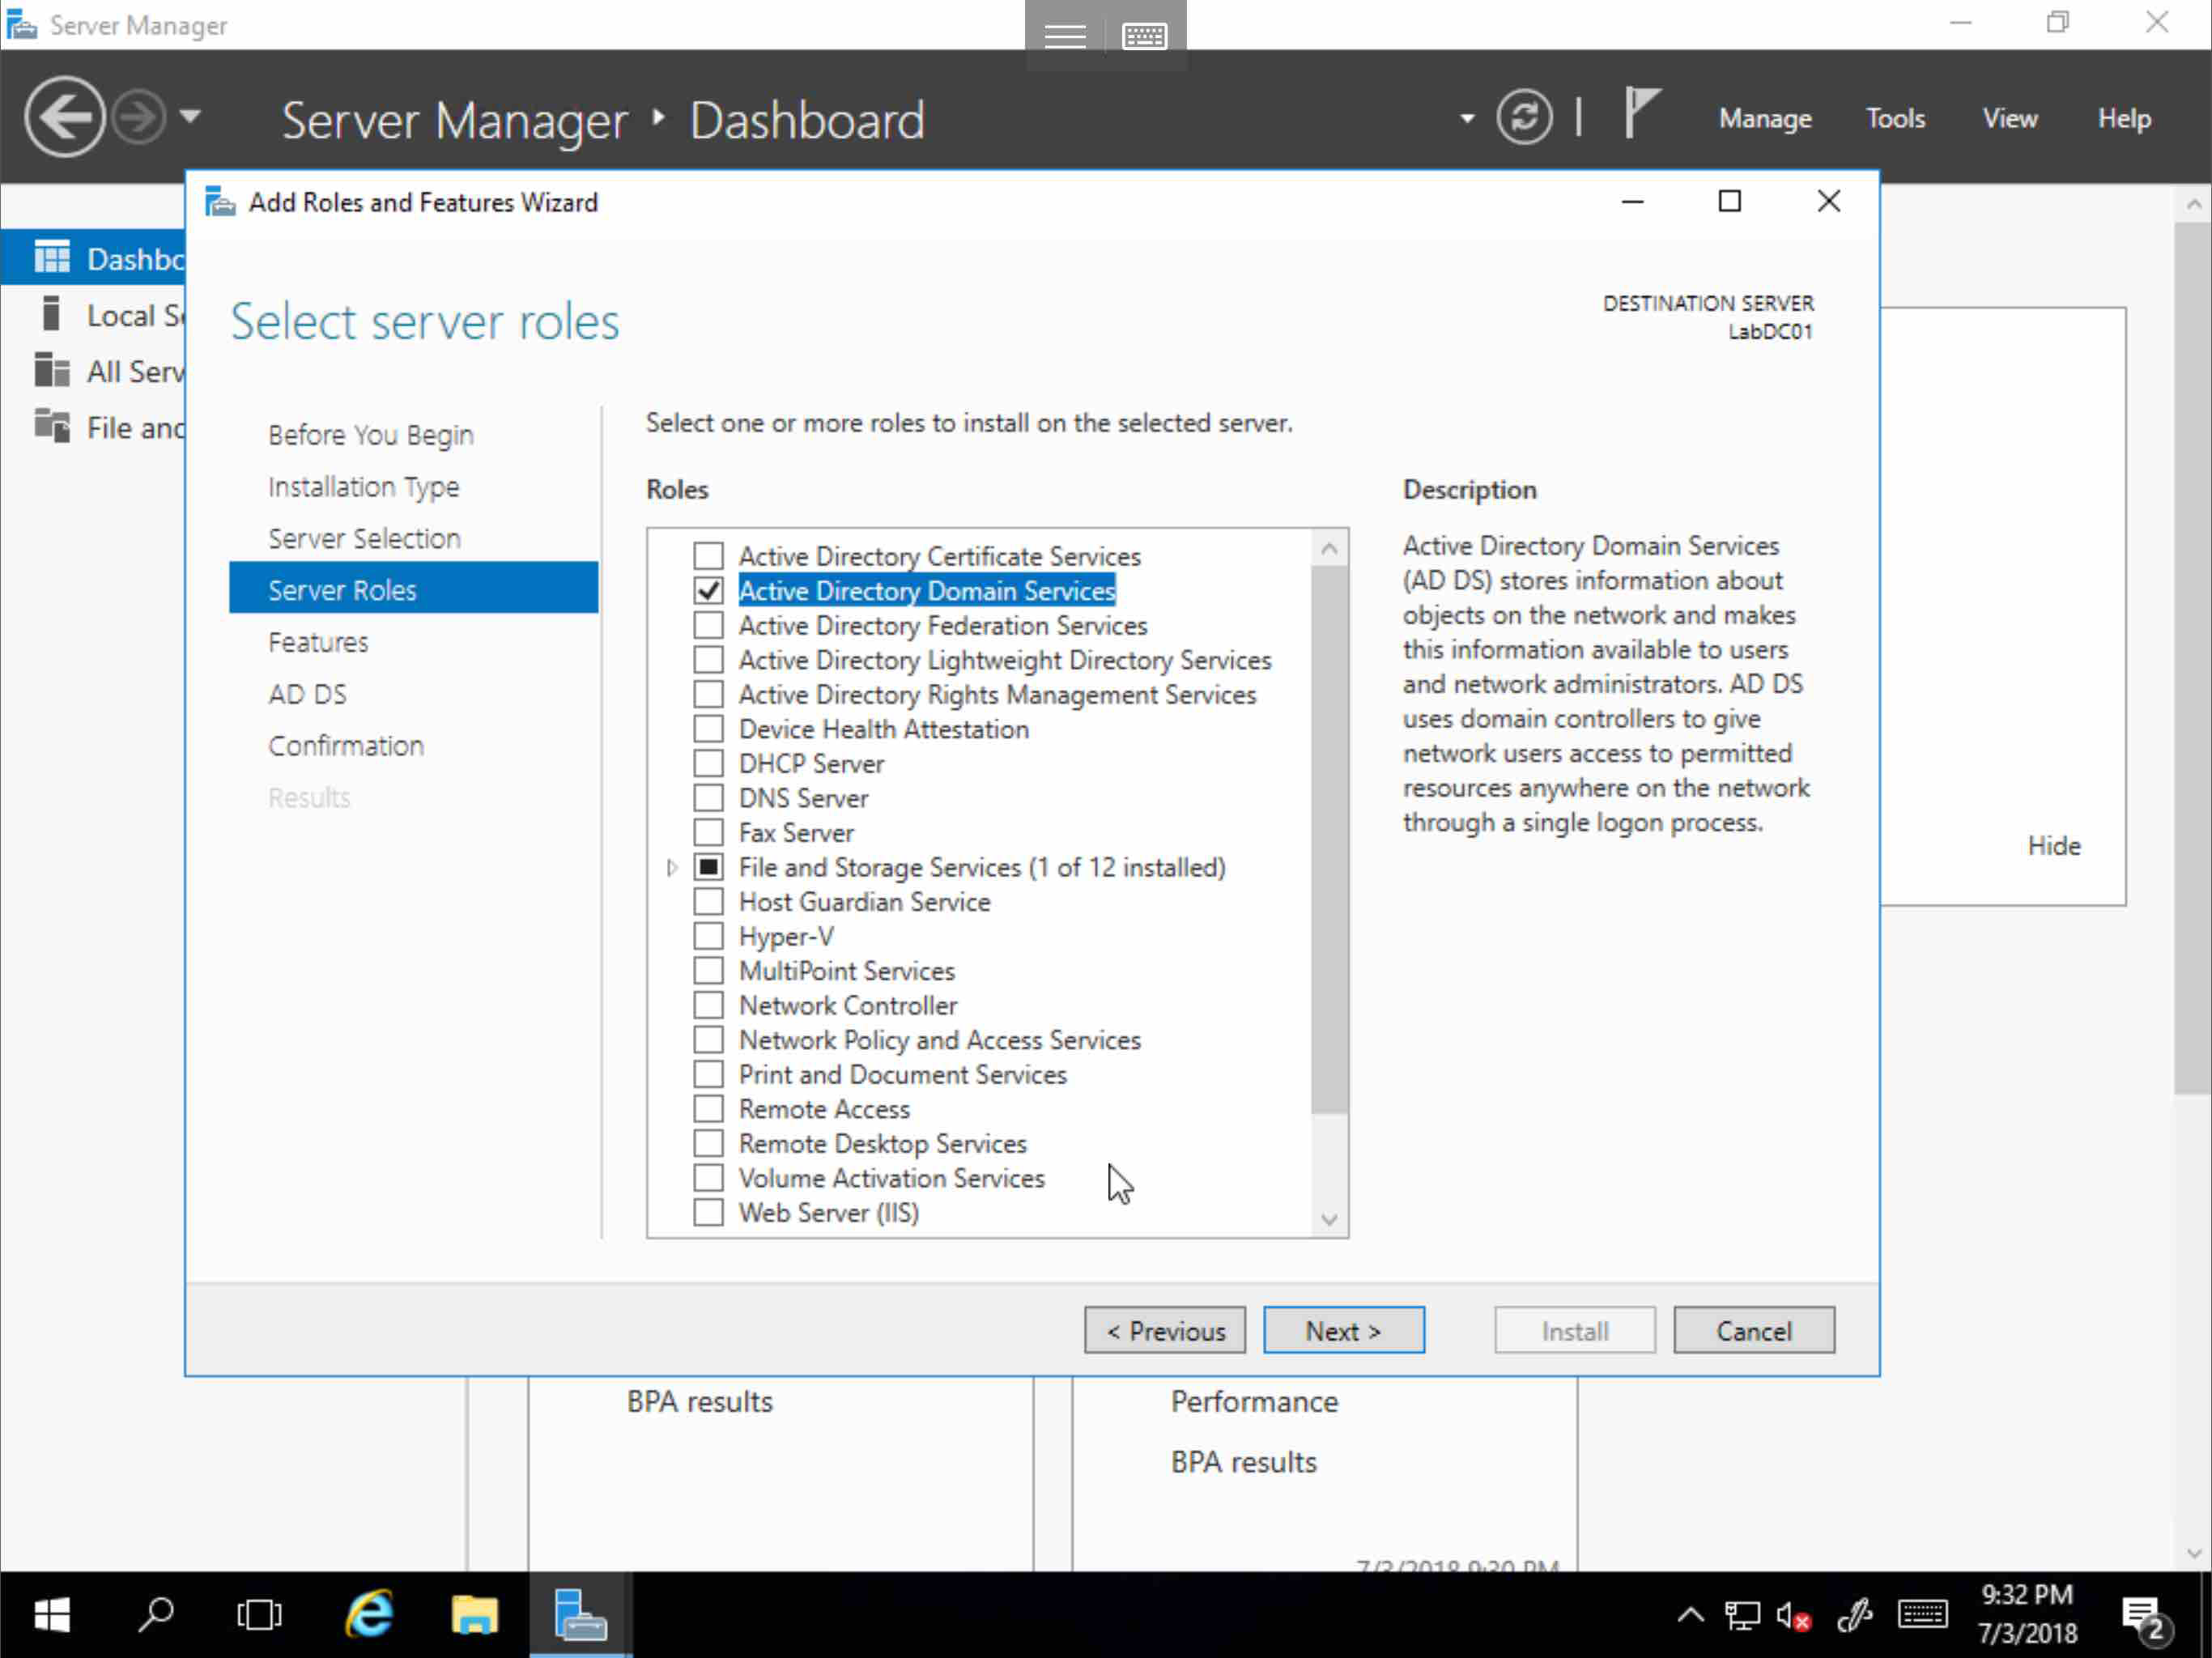 Server Manager
Server Manager Dashboard
Manage Tools View Help
Add Roles and Features Wizard
Dashbo
Local Se
All Serv
File and
Select server roles
DESTINATION SERVER
LabDC01
Before You Begin
Installation Type
Server Selection
Server Roles
Features
AD DS
Confirmation
Results
Select one or more roles to install on the selected server.
Roles
Active Directory Certificate Services
Active Directory Domain Services
Active Directory Federation Services
Active Directory Lightweight Directory Services
Active Directory Rights Management Services
Device Health Attestation
DHCP Server
DNS Server
Fax Server
File and Storage Services (1 of 12 installed)
Host Guardian Service
Hyper-V
MultiPoint Services
Network Controller
Network Policy and Access Services
Print and Document Services
Remote Access
Remote Desktop Services
Volume Activation Services
Web Server (IIS)
Description
Active Directory Domain Services
(AD DS) stores information about
objects on the network and makes
this information available to users
and network administrators. AD DS
uses domain controllers to give
network users access to permitted
resources anywhere on the network
through a single logon process.
Hide
< Previous
Next >
Install
Cancel
BPA results
Performance
BPA results
7/3/2018 9:30 PM
9:32 PM
7/3/2018
2